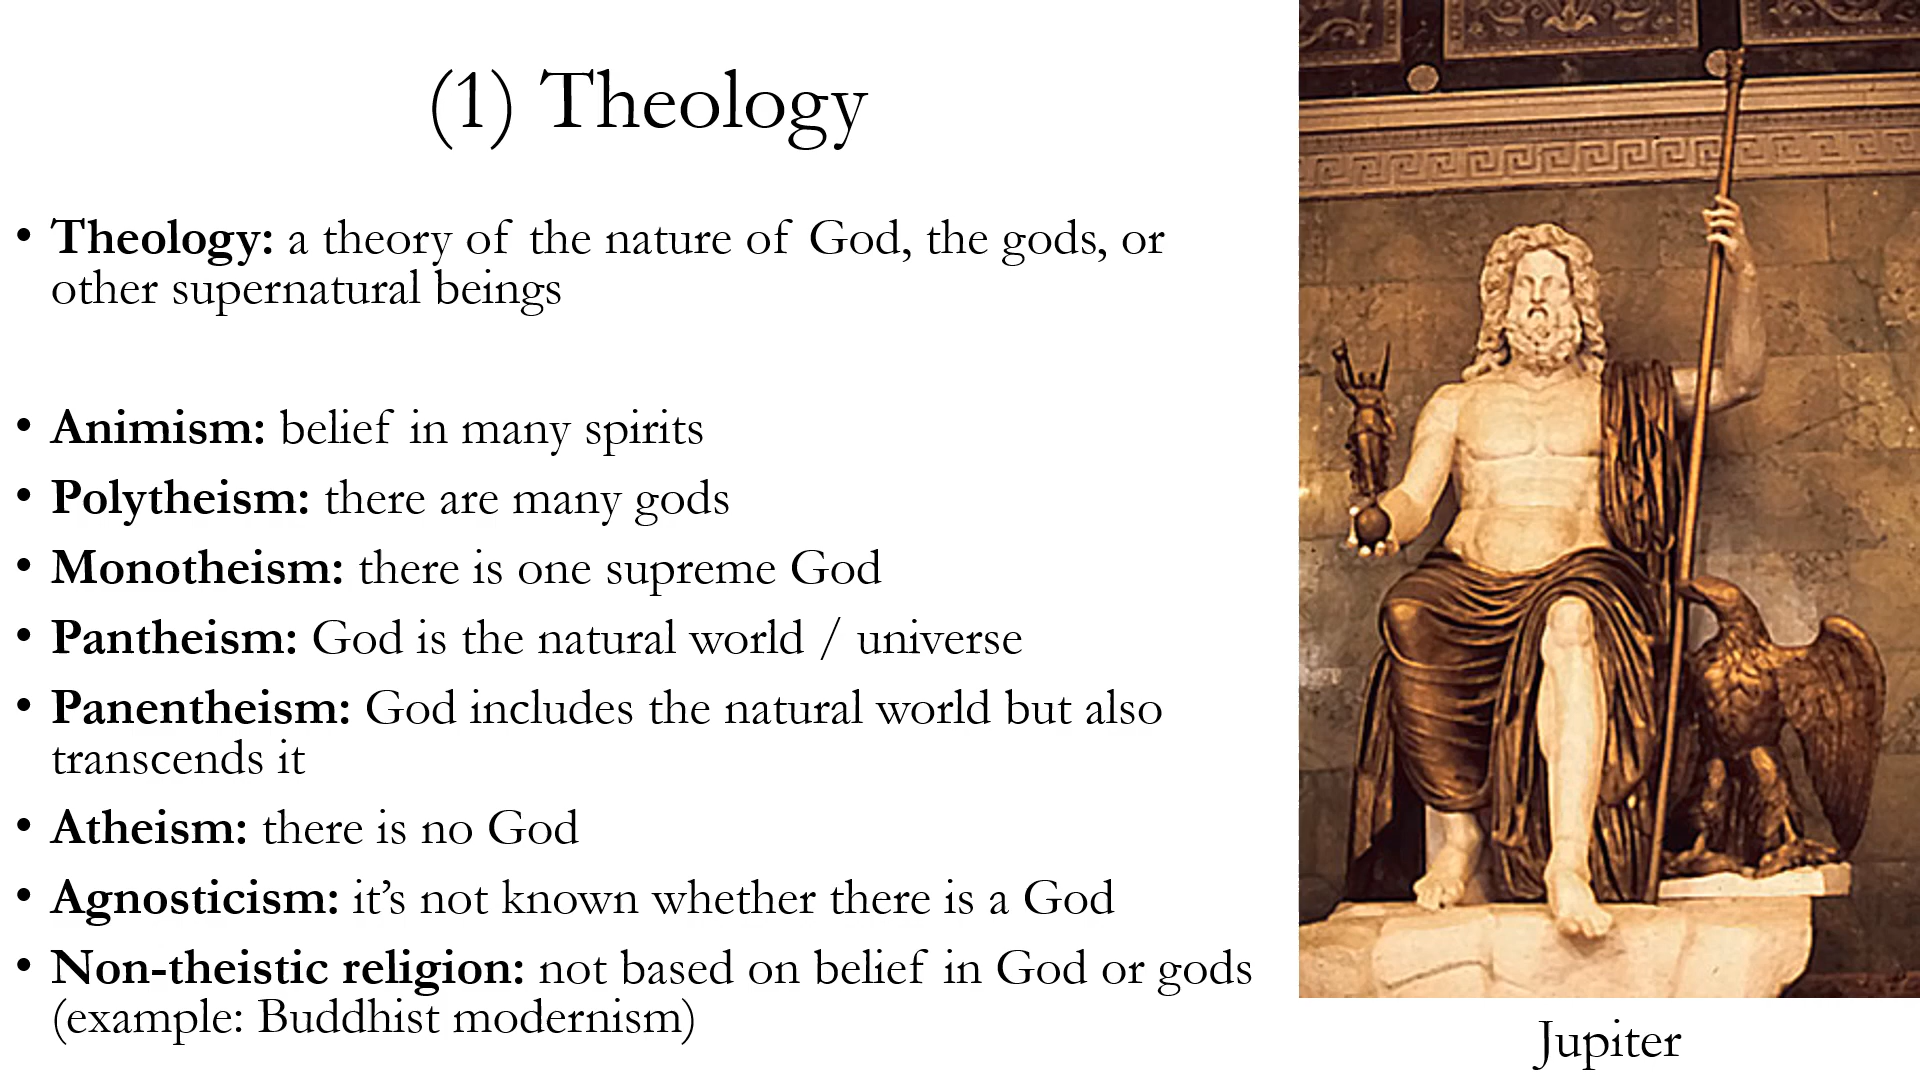 (1) Theology
• Theology: a theory of the nature of God, the gods, or
other supernatural beings
• Animism: belief in many spirits
• Polytheism: there are many gods
• Monotheism: there is one supreme God
• Pantheism: God is the natural world / universe
• Panentheism: God includes the natural world but also
transcends it
• Atheism: there is no God
• Agnosticism: it’s not known whether there is a God
• Non-theistic religion: not based on belief in God or gods
(example: Buddhist modernism)
Jupiter